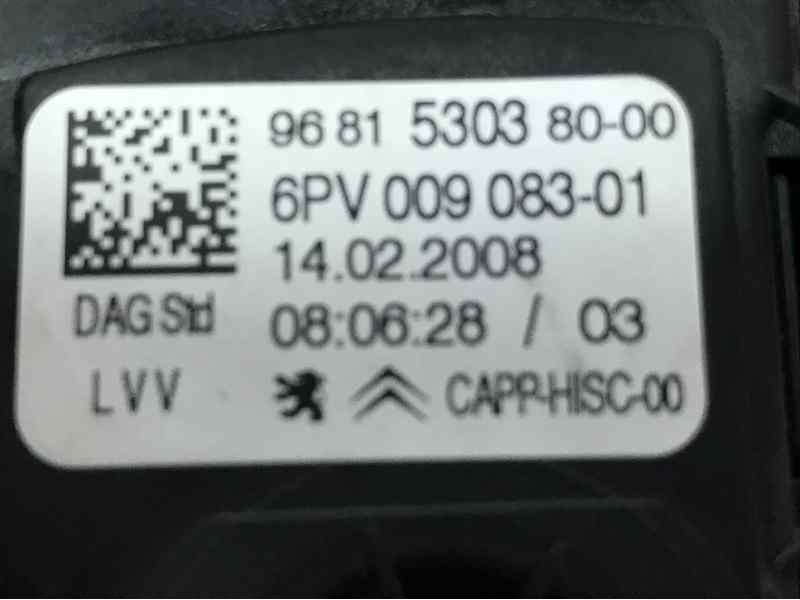 96 81 5303 80-00
6PV 009 083-01
14.02.2008
DAG Std 08:06:28 / 03
LVV CAPP-HISC-00